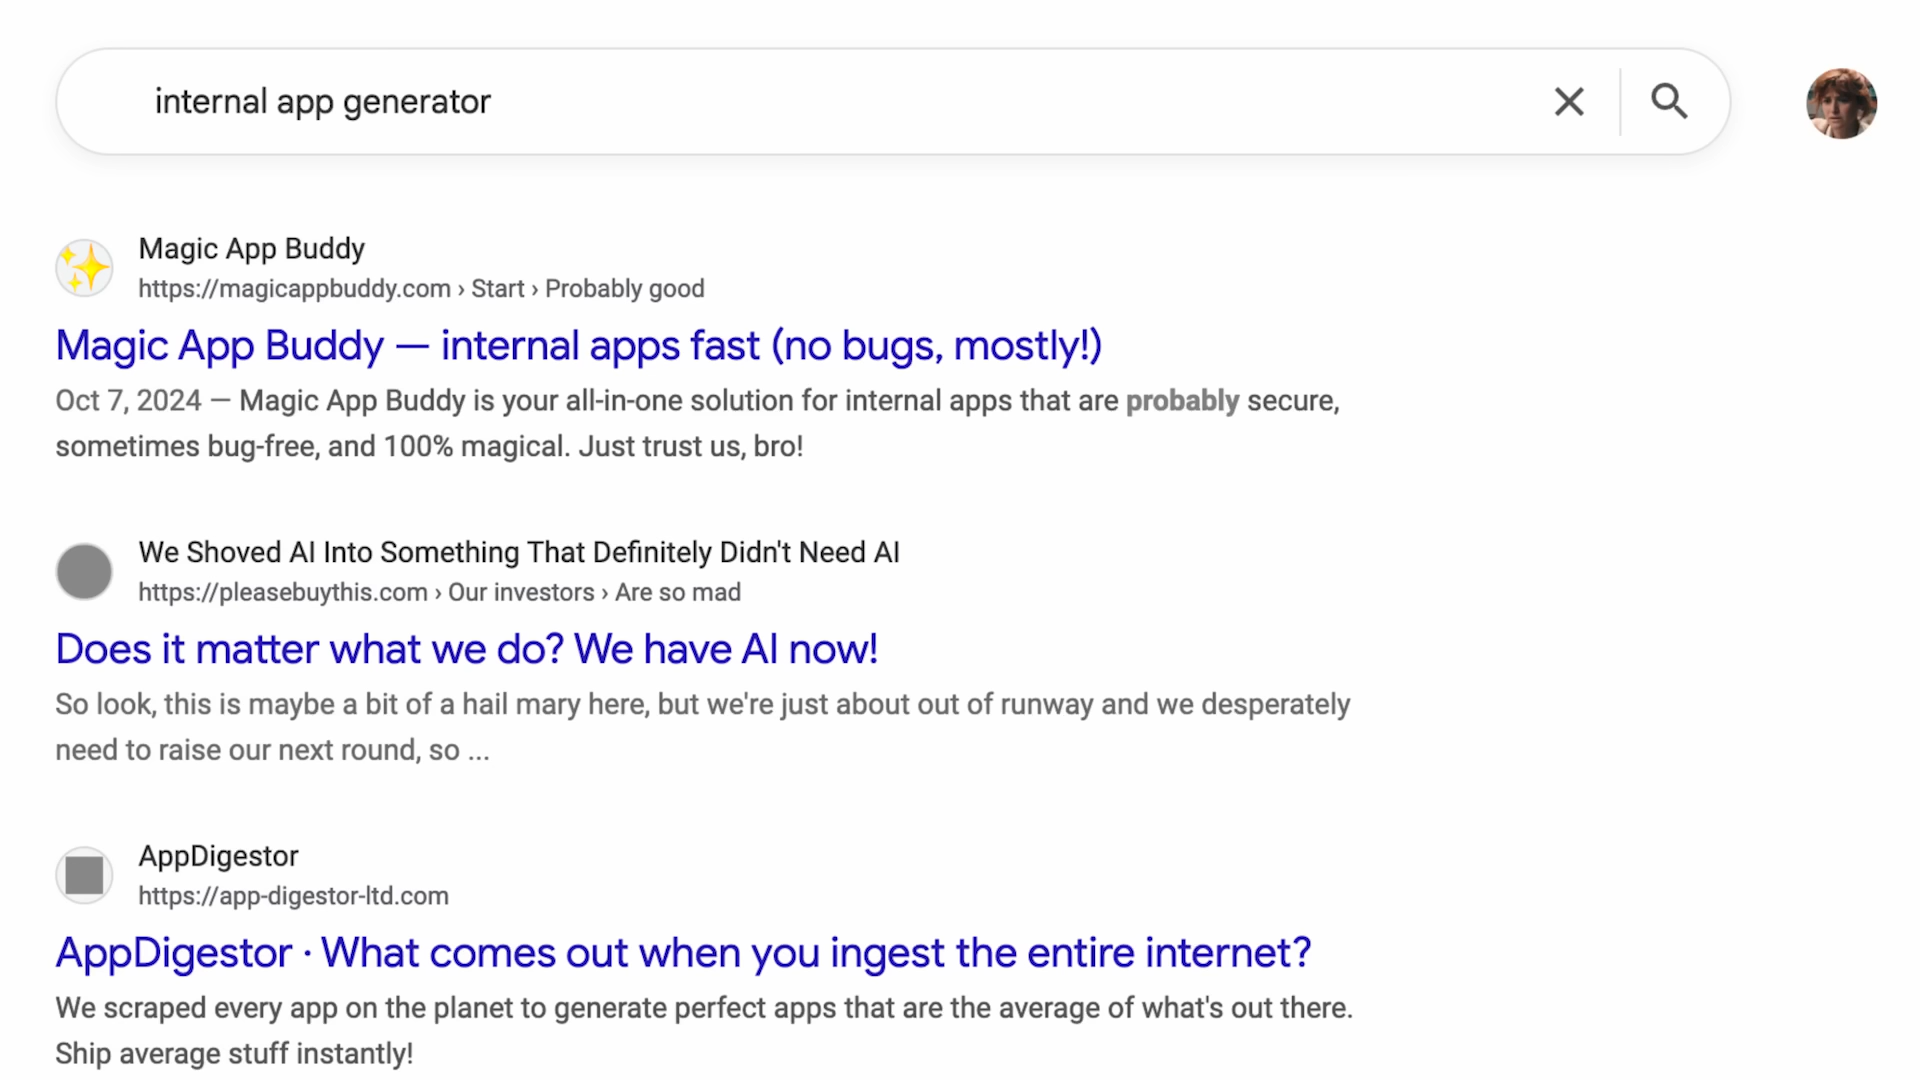 internal app generator
Magic App Buddy
https://magicappbuddy.com › Start › Probably good
Magic App Buddy — internal apps fast (no bugs, mostly!)
Oct 7, 2024 — Magic App Buddy is your all-in-one solution for internal apps that are probably secure,
sometimes bug-free, and 100% magical. Just trust us, bro!
We Shoved AI Into Something That Definitely Didn't Need AI
https://pleasebuythis.com › Our investors › Are so mad
Does it matter what we do? We have AI now!
So look, this is maybe a bit of a hail mary here, but we're just about out of runway and we desperately
need to raise our next round, so ...
AppDigestor
https://app-digestor-ltd.com
AppDigestor · What comes out when you ingest the entire internet?
We scraped every app on the planet to generate perfect apps that are the average of what's out there.
Ship average stuff instantly!